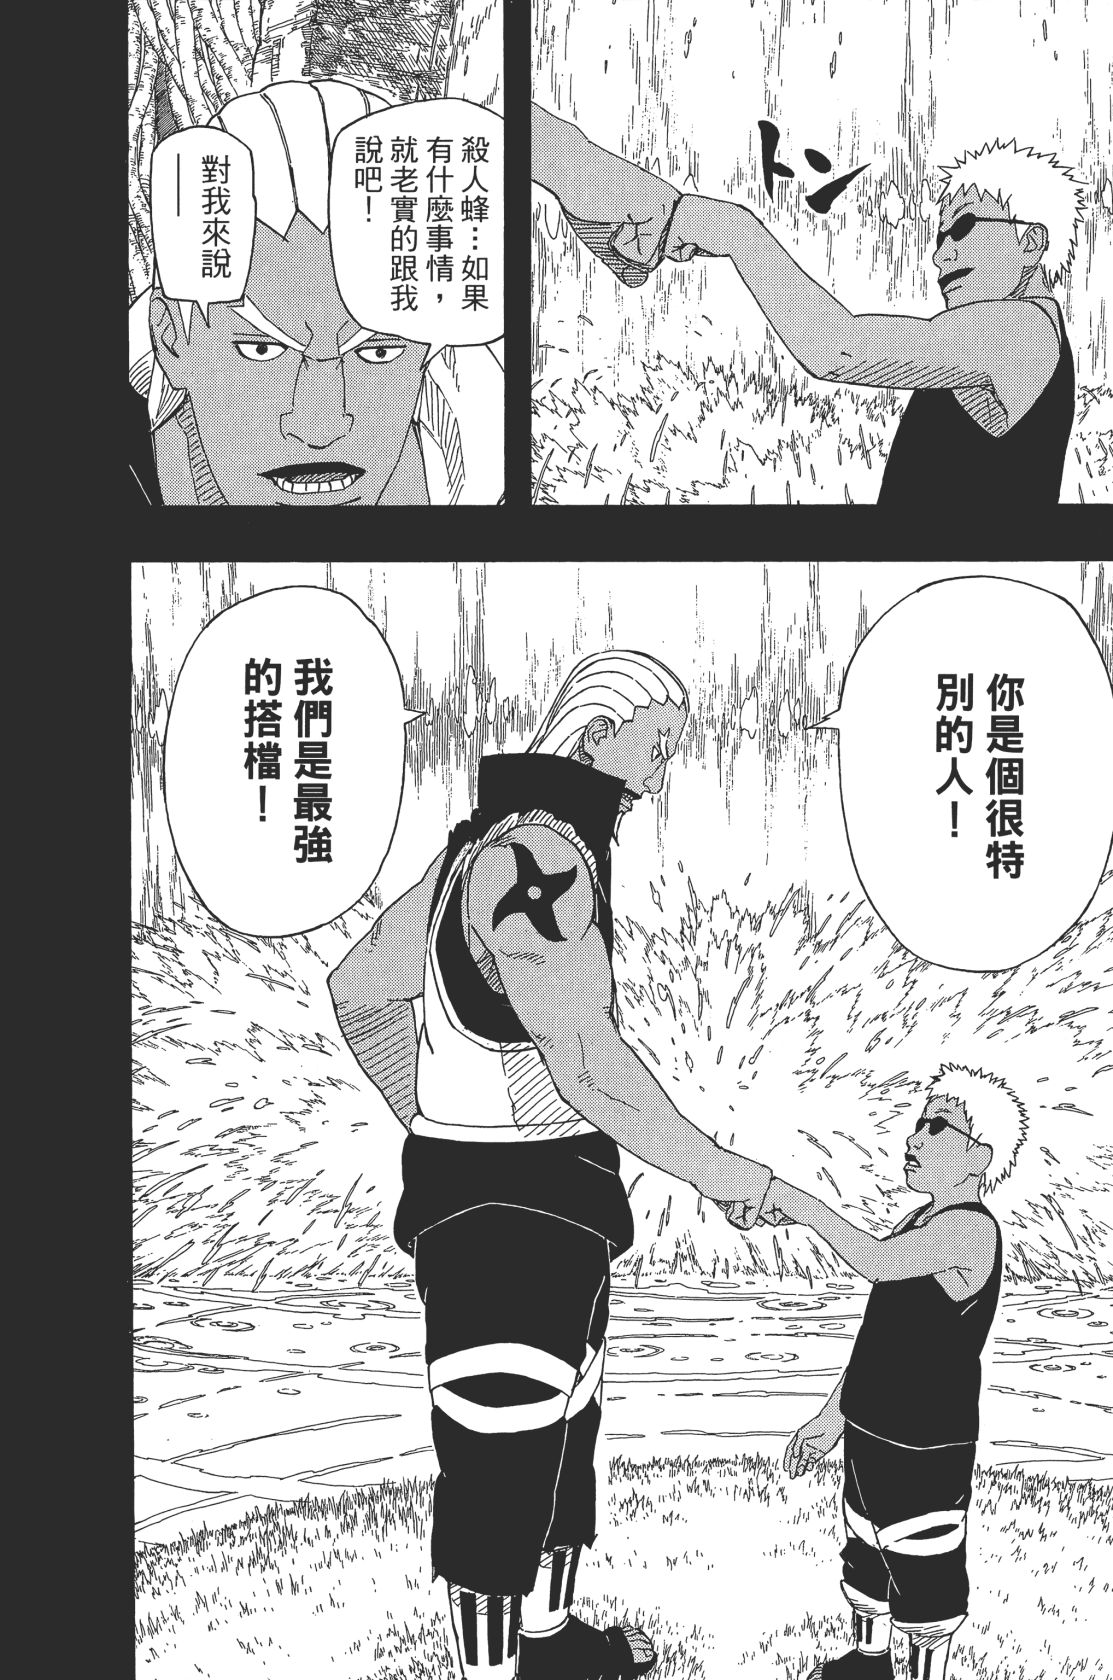 トン
殺人蜂…如果
有什麼事情，
就老實的跟我
說吧！
對我來說
——
你是個很特
別的人！
我們是最強
的搭檔！